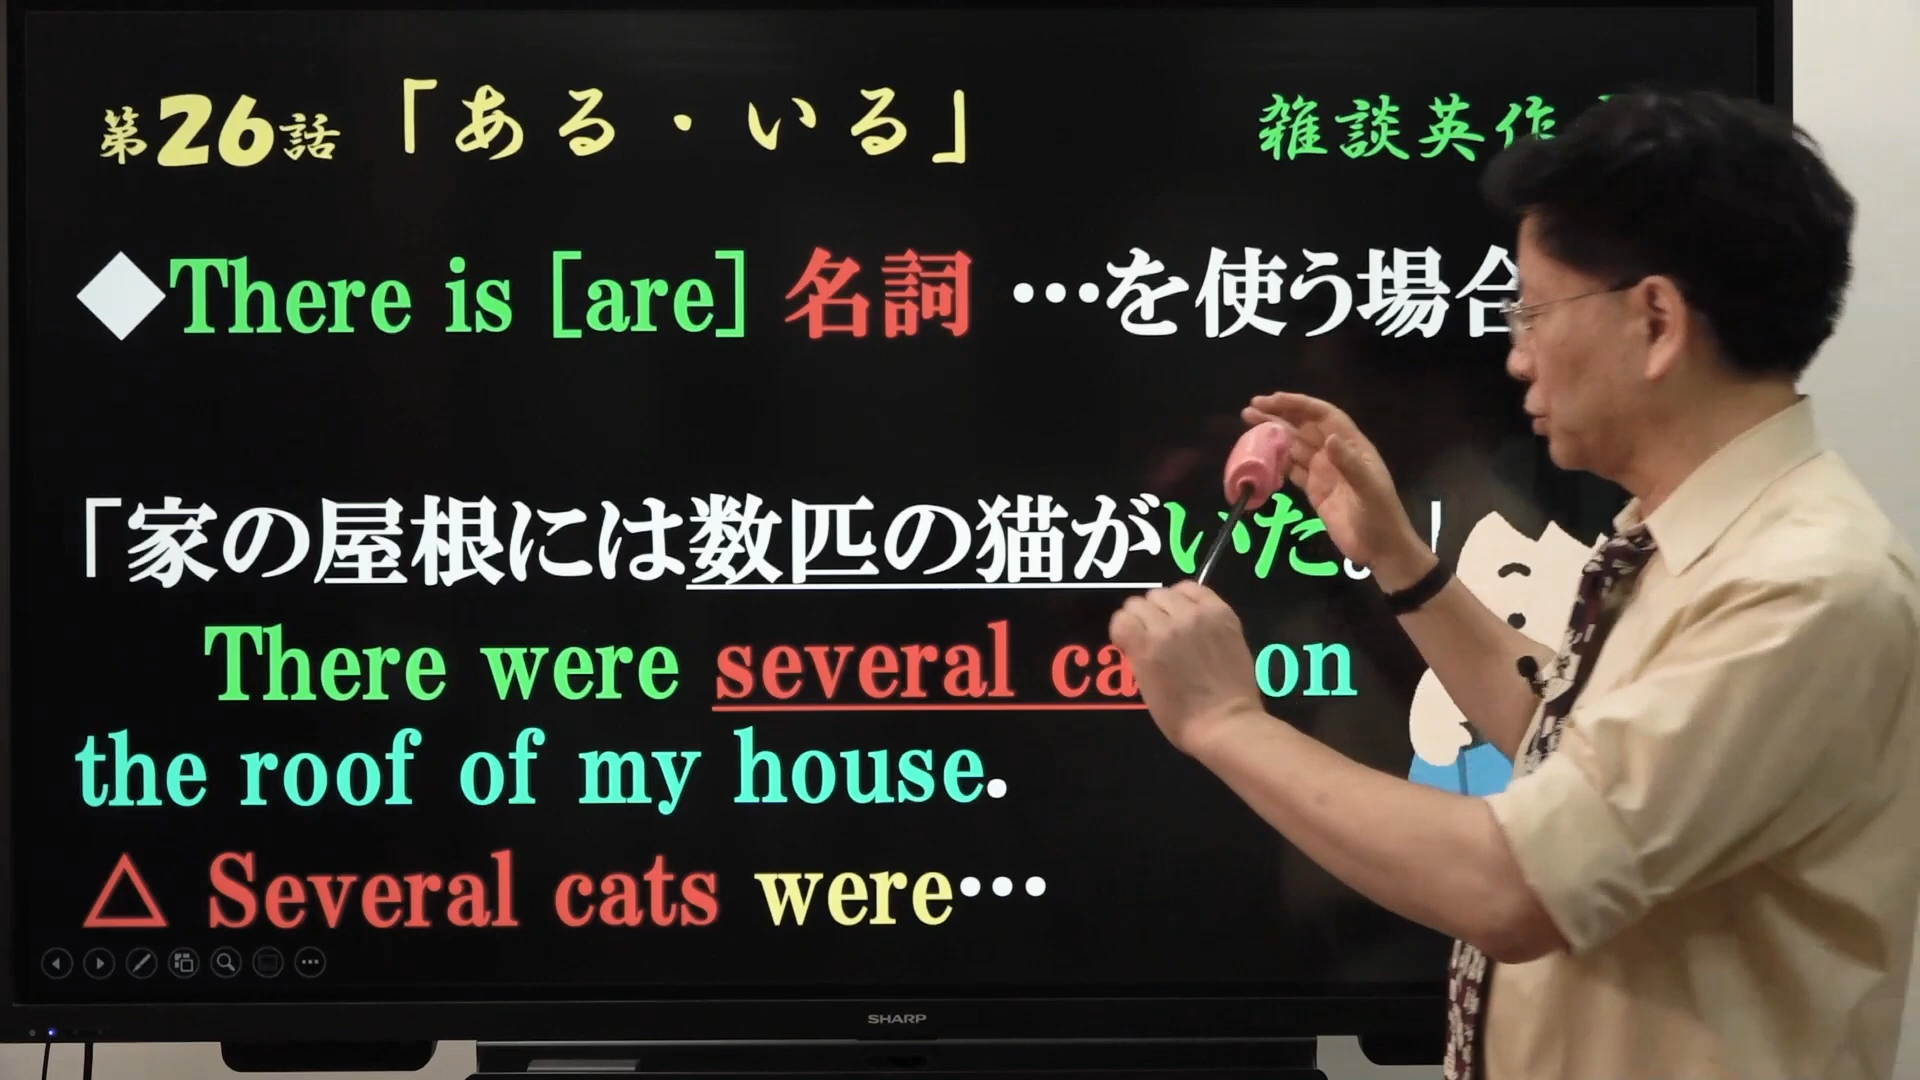 第26話 「ある・いる」 雑談英作
◆There is [are] 名詞 …を使う場合
「家の屋根には数匹の猫がいた。」
There were several ca on
the roof of my house.
△ Several cats were…
SHARP